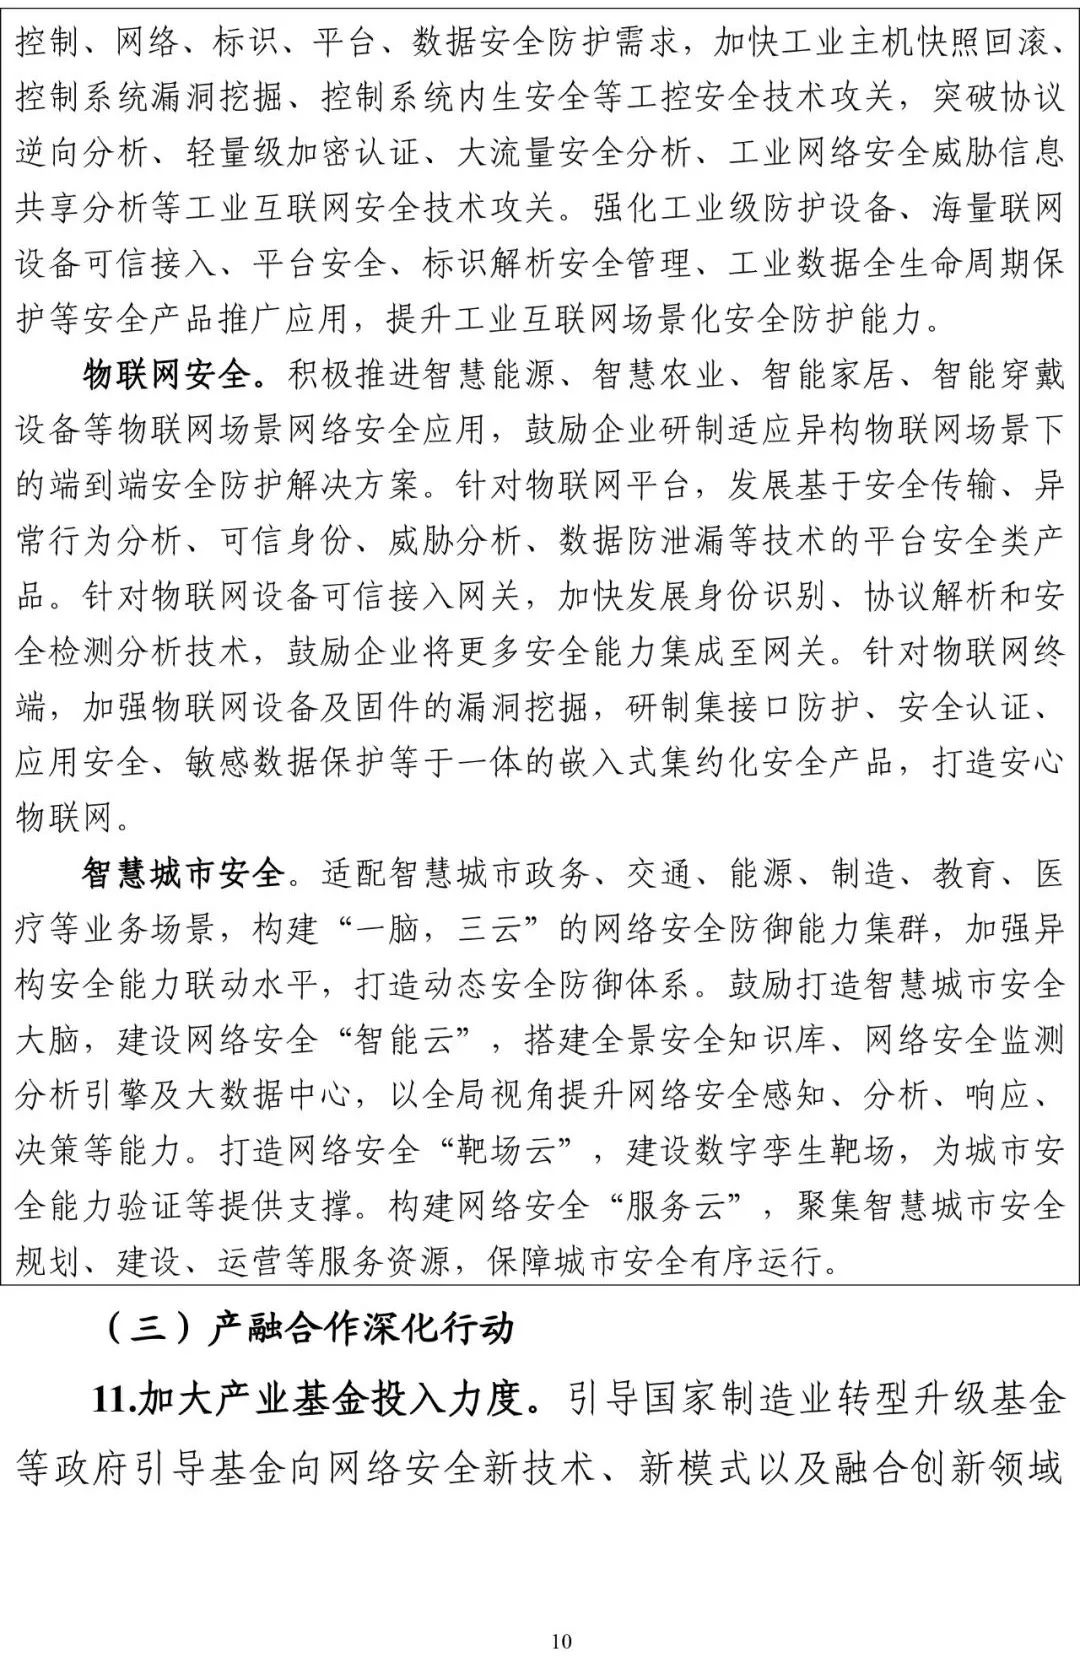 控制、网络、标识、平台、数据安全防护需求，加快工业主机快照回滚、
控制系统漏洞挖掘、控制系统内生安全等工控安全技术攻关，突破协议
逆向分析、轻量级加密认证、大流量安全分析、工业网络安全威胁信息
共享分析等工业互联网安全技术攻关。强化工业级防护设备、海量联网
设备可信接入、平台安全、标识解析安全管理、工业数据全生命周期保
护等安全产品推广应用，提升工业互联网场景化安全防护能力。
物联网安全。积极推进智慧能源、智慧农业、智能家居、智能穿戴
设备等物联网场景网络安全应用，鼓励企业研制适应异构物联网场景下
的端到端安全防护解决方案。针对物联网平台，发展基于安全传输、异
常行为分析、可信身份、威胁分析、数据防泄漏等技术的平台安全类产
品。针对物联网设备可信接入网关，加快发展身份识别、协议解析和安
全检测分析技术，鼓励企业将更多安全能力集成至网关。针对物联网终
端，加强物联网设备及固件的漏洞挖掘，研制集接口防护、安全认证、
应用安全、敏感数据保护等于一体的嵌入式集约化安全产品，打造安心
物联网。
智慧城市安全。适配智慧城市政务、交通、能源、制造、教育、医
疗等业务场景，构建“一脑，三云”的网络安全防御能力集群，加强异
构安全能力联动水平，打造动态安全防御体系。鼓励打造智慧城市安全
大脑，建设网络安全“智能云”，搭建全景安全知识库、网络安全监测
分析引擎及大数据中心，以全局视角提升网络安全感知、分析、响应、
决策等能力。打造网络安全“靶场云”，建设数字孪生靶场，为城市安
全能力验证等提供支撑。构建网络安全“服务云”，聚集智慧城市安全
规划、建设、运营等服务资源，保障城市安全有序运行。
（三）产融合作深化行动
11.加大产业基金投入力度。引导国家制造业转型升级基金
等政府引导基金向网络安全新技术、新模式以及融合创新领域
10